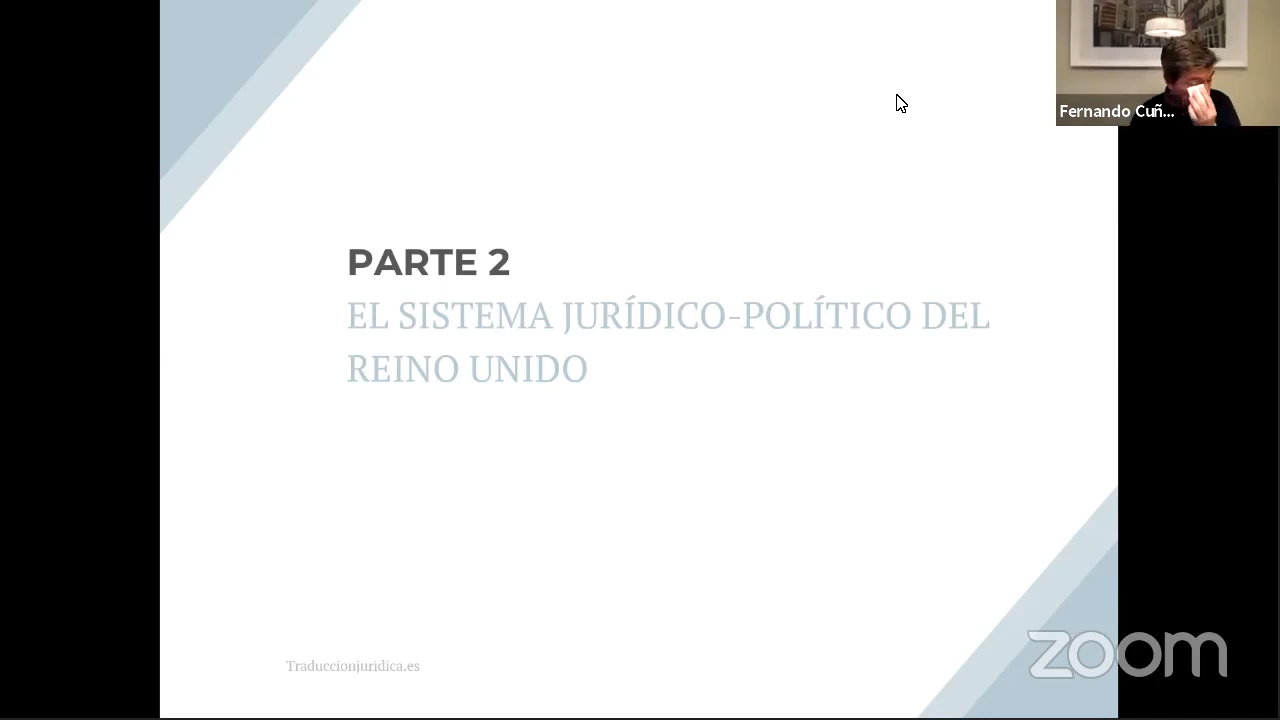 Fernando Cuñ...
PARTE 2
EL SISTEMA JURÍDICO-POLÍTICO DEL
REINO UNIDO
Traduccionjuridica.es
zoom